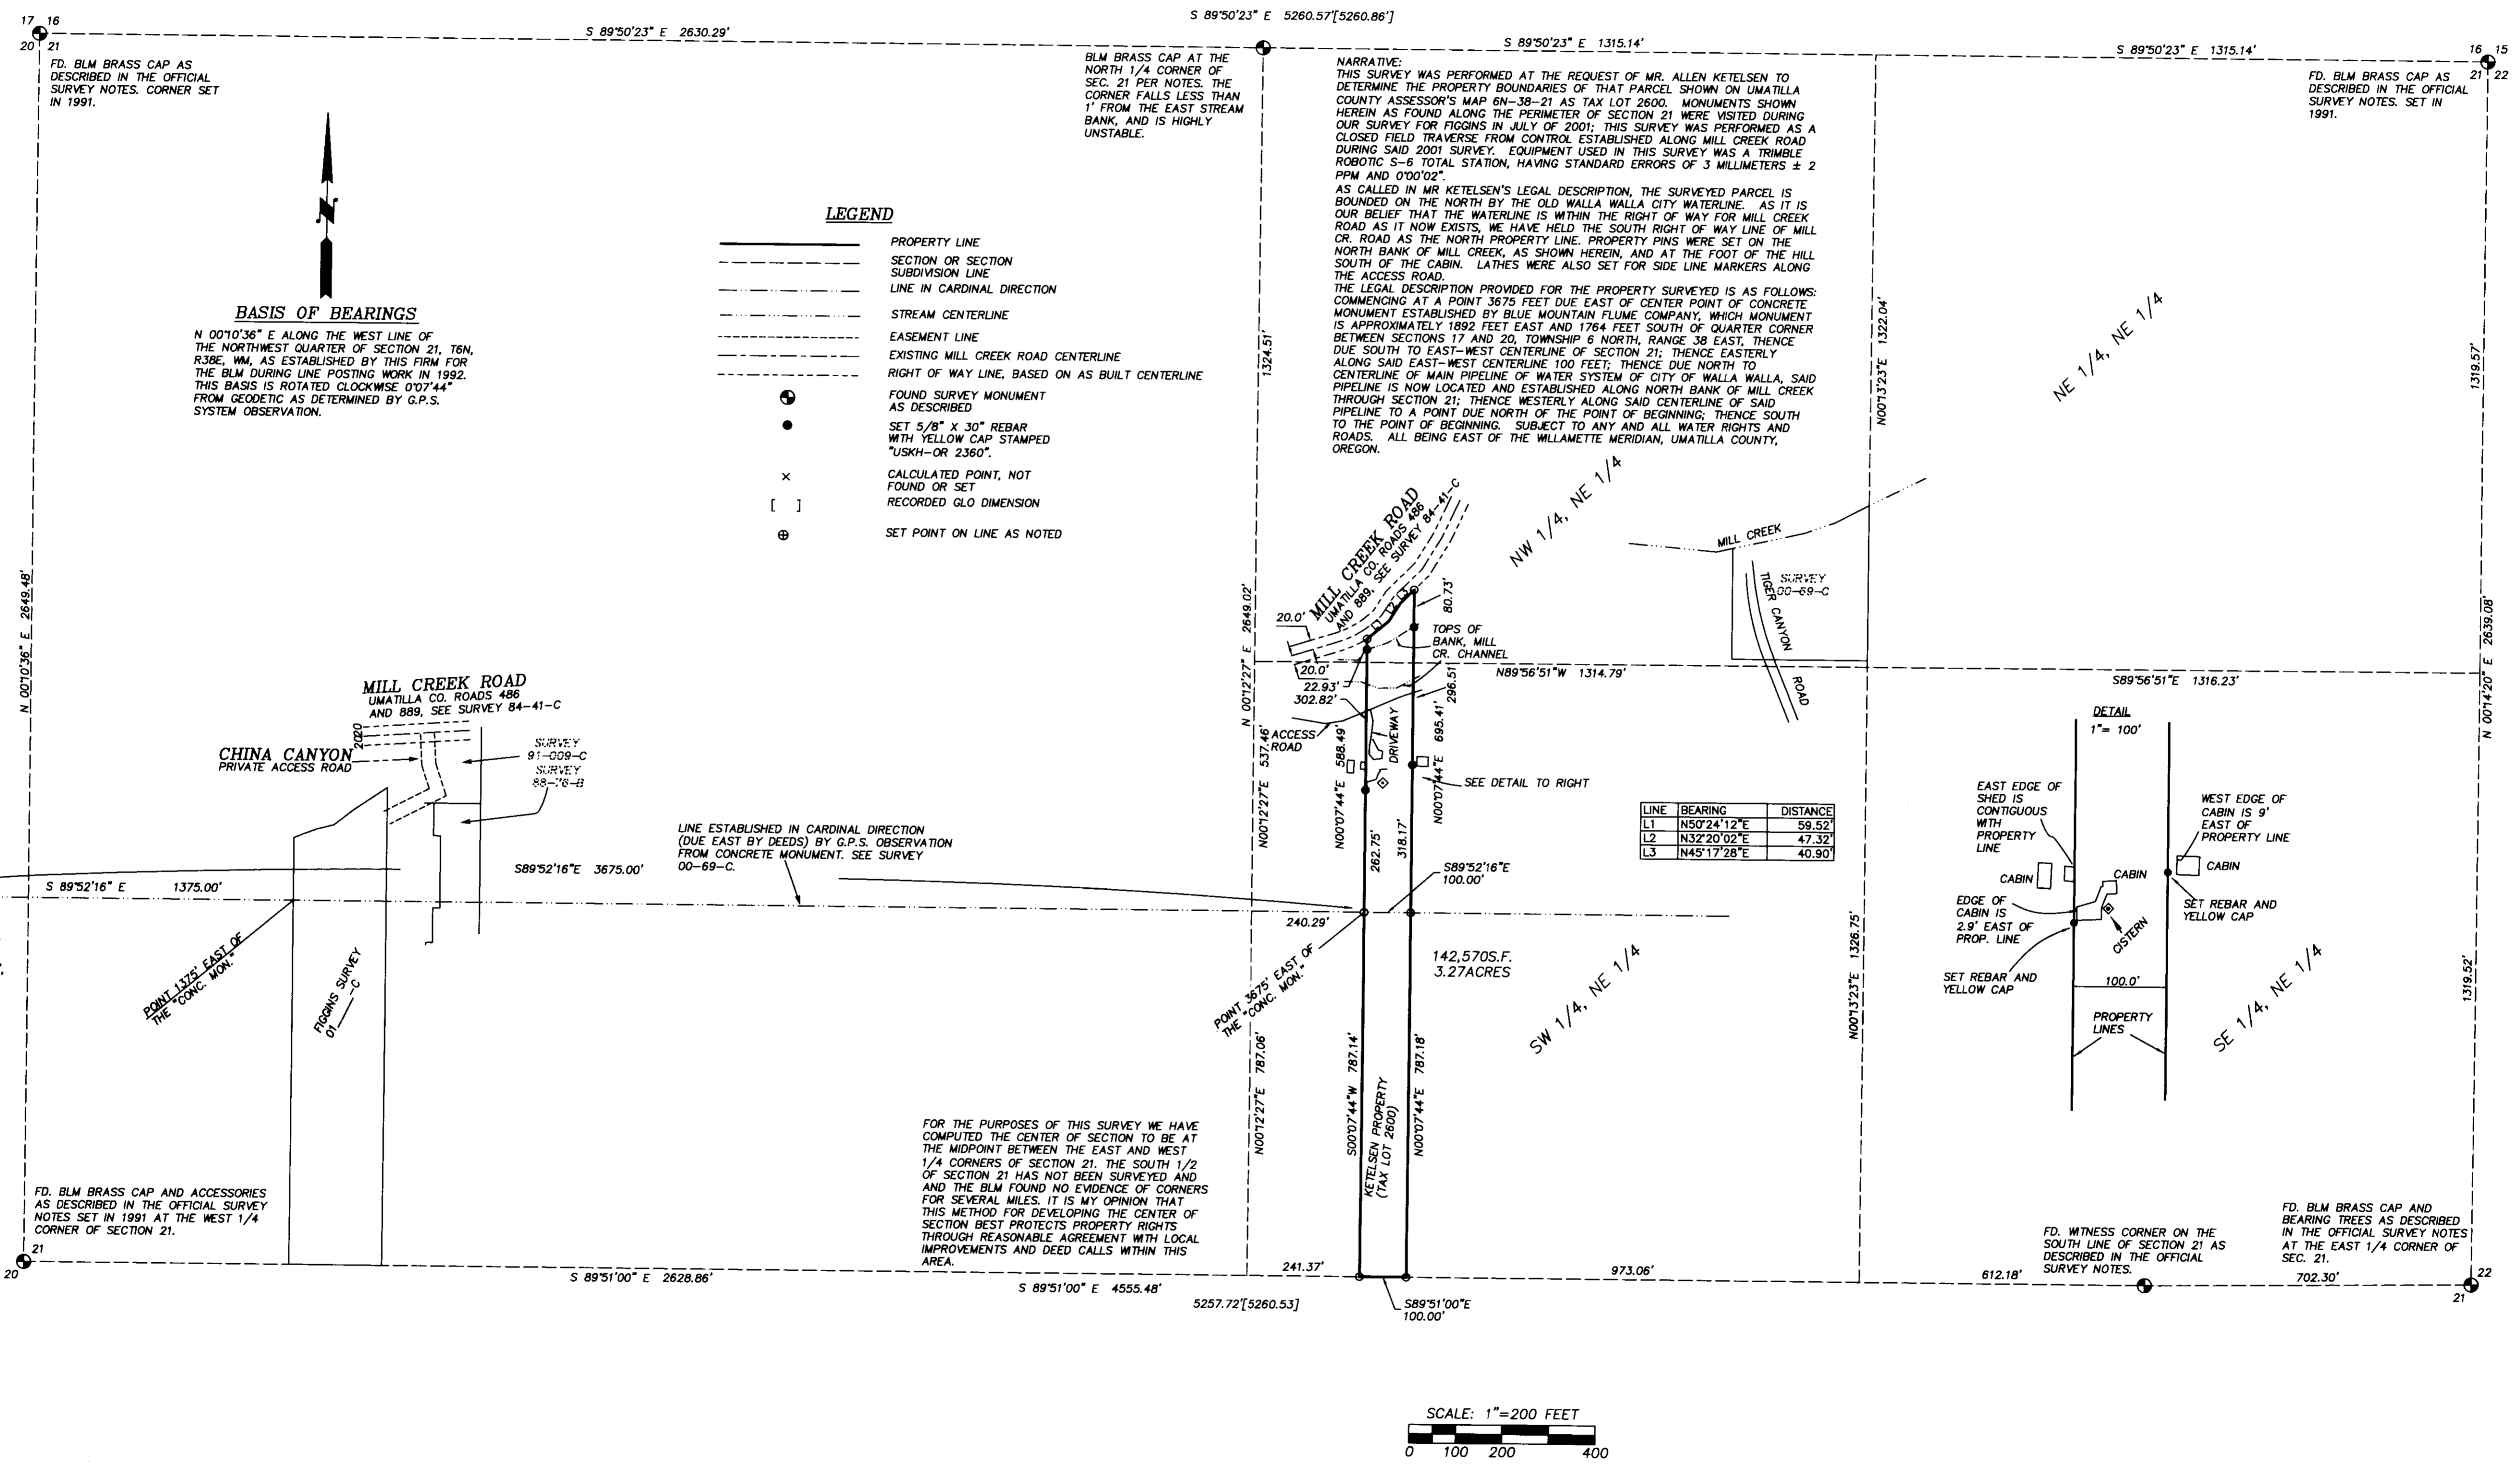 S 89°50'23" E   5260.57'[5260.86']
17 16
20 21
S 89°50'23" E  2630.29'
S 89°50'23" E  1315.14'
S 89°50'23" E  1315.14'
16 15
21 22
FD. BLM BRASS CAP AS
DESCRIBED IN THE OFFICIAL
SURVEY NOTES. CORNER SET
IN 1991.
BLM BRASS CAP AT THE
NORTH 1/4 CORNER OF
SEC. 21 PER NOTES. THE
CORNER FALLS LESS THAN
1' FROM THE EAST STREAM
BANK, AND IS HIGHLY
UNSTABLE.
NARRATIVE:
THIS SURVEY WAS PERFORMED AT THE REQUEST OF MR. ALLEN KETELSEN TO
DETERMINE THE PROPERTY BOUNDARIES OF THAT PARCEL SHOWN ON UMATILLA
COUNTY ASSESSOR'S MAP 6N-38-21 AS TAX LOT 2600.  MONUMENTS SHOWN
HEREIN AS FOUND ALONG THE PERIMETER OF SECTION 21 WERE VISITED DURING
OUR SURVEY FOR FIGGINS IN JULY OF 2001; THIS SURVEY WAS PERFORMED AS A
CLOSED FIELD TRAVERSE FROM CONTROL ESTABLISHED ALONG MILL CREEK ROAD
DURING SAID 2001 SURVEY.  EQUIPMENT USED IN THIS SURVEY WAS A TRIMBLE
ROBOTIC S-6 TOTAL STATION, HAVING STANDARD ERRORS OF 3 MILLIMETERS ± 2
PPM AND 0°00'02".
AS CALLED IN MR KETELSEN'S LEGAL DESCRIPTION, THE SURVEYED PARCEL IS
BOUNDED ON THE NORTH BY THE OLD WALLA WALLA CITY WATERLINE.  AS IT IS
OUR BELIEF THAT THE WATERLINE IS WITHIN THE RIGHT OF WAY FOR MILL CREEK
ROAD AS IT NOW EXISTS, WE HAVE HELD THE SOUTH RIGHT OF WAY LINE OF MILL
CR. ROAD AS THE NORTH PROPERTY LINE. PROPERTY PINS WERE SET ON THE
NORTH BANK OF MILL CREEK, AS SHOWN HEREIN, AND AT THE FOOT OF THE HILL
SOUTH OF THE CABIN.  LATHES WERE ALSO SET FOR SIDE LINE MARKERS ALONG
THE ACCESS ROAD.
THE LEGAL DESCRIPTION PROVIDED FOR THE PROPERTY SURVEYED IS AS FOLLOWS:
COMMENCING AT A POINT 3675 FEET DUE EAST OF CENTER POINT OF CONCRETE
MONUMENT ESTABLISHED BY BLUE MOUNTAIN FLUME COMPANY, WHICH MONUMENT
IS APPROXIMATELY 1892 FEET EAST AND 1764 FEET SOUTH OF QUARTER CORNER
BETWEEN SECTIONS 17 AND 20, TOWNSHIP 6 NORTH, RANGE 38 EAST, THENCE
DUE SOUTH TO EAST-WEST CENTERLINE OF SECTION 21; THENCE EASTERLY
ALONG SAID EAST-WEST CENTERLINE 100 FEET; THENCE DUE NORTH TO
CENTERLINE OF MAIN PIPELINE OF WATER SYSTEM OF CITY OF WALLA WALLA, SAID
PIPELINE IS NOW LOCATED AND ESTABLISHED ALONG NORTH BANK OF MILL CREEK
THROUGH SECTION 21; THENCE WESTERLY ALONG SAID CENTERLINE OF SAID
PIPELINE TO A POINT DUE NORTH OF THE POINT OF BEGINNING; THENCE SOUTH
TO THE POINT OF BEGINNING.  SUBJECT TO ANY AND ALL WATER RIGHTS AND
ROADS.  ALL BEING EAST OF THE WILLAMETTE MERIDIAN, UMATILLA COUNTY,
OREGON.
FD. BLM BRASS CAP AS
DESCRIBED IN THE OFFICIAL
SURVEY NOTES. SET IN
1991.
N
BASIS OF BEARINGS
N 00°10'36" E ALONG THE WEST LINE OF
THE NORTHWEST QUARTER OF SECTION 21, T6N,
R38E, WM, AS ESTABLISHED BY THIS FIRM FOR
THE BLM DURING LINE POSTING WORK IN 1992.
THIS BASIS IS ROTATED CLOCKWISE 0°07'44"
FROM GEODETIC AS DETERMINED BY G.P.S.
SYSTEM OBSERVATION.
LEGEND
PROPERTY LINE
SECTION OR SECTION
SUBDIVISION LINE
LINE IN CARDINAL DIRECTION
STREAM CENTERLINE
EASEMENT LINE
EXISTING MILL CREEK ROAD CENTERLINE
RIGHT OF WAY LINE, BASED ON AS BUILT CENTERLINE
FOUND SURVEY MONUMENT
AS DESCRIBED
SET 5/8" X 30" REBAR
WITH YELLOW CAP STAMPED
"USKH-OR 2360".
CALCULATED POINT, NOT
FOUND OR SET
[  ] RECORDED GLO DIMENSION
SET POINT ON LINE AS NOTED
1324.51'
N00°13'23"E  1322.04'
1319.57'
NE 1/4, NE 1/4
NW 1/4, NE 1/4
N 00°10'36" E  2649.48'
N 00°12'27" E  2649.02'
N 00°14'20" E  2639.08'
MILL CREEK ROAD
UMATILLA CO. ROADS 486
AND 889, SEE SURVEY 84-41-C
20.0'
20.0'
L2
L3
80.73'
TOPS OF
BANK, MILL
CR. CHANNEL
22.93'
302.82'
296.51'
N89°56'51"W  1314.79'
S89°56'51"E  1316.23'
MILL CREEK
SURVEY
00-69-C
TIGER CANYON
ROAD
MILL CREEK ROAD
UMATILLA CO. ROADS 486
AND 889, SEE SURVEY 84-41-C
20 20
CHINA CANYON
PRIVATE ACCESS ROAD
SURVEY
91-009-C
SURVEY
88-76-B
ACCESS
ROAD
DRIVEWAY
N00°12'27"E  537.46'
N00°07'44"E  588.49'
N00°07'44"E  695.41'
SEE DETAIL TO RIGHT
262.75'
318.17'
S89°52'16"E
100.00'
LINE BEARING DISTANCE
L1 N50°24'12"E 59.52'
L2 N32°20'02"E 47.32'
L3 N45°17'28"E 40.90'
DETAIL
1"= 100'
EAST EDGE OF
SHED IS
CONTIGUOUS
WITH
PROPERTY
LINE
WEST EDGE OF
CABIN IS 9'
EAST OF
PROPERTY LINE
CABIN
CABIN
CABIN
EDGE OF
CABIN IS
2.9' EAST OF
PROP. LINE
SET REBAR AND
YELLOW CAP
CISTERN
SET REBAR AND
YELLOW CAP
100.0'
PROPERTY
LINES
LINE ESTABLISHED IN CARDINAL DIRECTION
(DUE EAST BY DEEDS) BY G.P.S. OBSERVATION
FROM CONCRETE MONUMENT. SEE SURVEY
00-69-C.
S 89°52'16" E  1375.00'
S89°52'16"E  3675.00'
240.29'
POINT 1375' EAST OF
THE "CONC. MON."
FIGGINS SURVEY
01____-C
POINT 3675' EAST OF
THE "CONC. MON."
142,570S.F.
3.27ACRES
SW 1/4, NE 1/4
SE 1/4, NE 1/4
N00°13'23"E  1326.75'
1319.52'
N00°12'27"E  787.06'
S00°07'44"W  787.14'
N00°07'44"E  787.18'
KETELSEN PROPERTY
(TAX LOT 2600)
FOR THE PURPOSES OF THIS SURVEY WE HAVE
COMPUTED THE CENTER OF SECTION TO BE AT
THE MIDPOINT BETWEEN THE EAST AND WEST
1/4 CORNERS OF SECTION 21. THE SOUTH 1/2
OF SECTION 21 HAS NOT BEEN SURVEYED AND
AND THE BLM FOUND NO EVIDENCE OF CORNERS
FOR SEVERAL MILES. IT IS MY OPINION THAT
THIS METHOD FOR DEVELOPING THE CENTER OF
SECTION BEST PROTECTS PROPERTY RIGHTS
THROUGH REASONABLE AGREEMENT WITH LOCAL
IMPROVEMENTS AND DEED CALLS WITHIN THIS
AREA.
FD. BLM BRASS CAP AND ACCESSORIES
AS DESCRIBED IN THE OFFICIAL SURVEY
NOTES SET IN 1991 AT THE WEST 1/4
CORNER OF SECTION 21.
FD. WITNESS CORNER ON THE
SOUTH LINE OF SECTION 21 AS
DESCRIBED IN THE OFFICIAL
SURVEY NOTES.
FD. BLM BRASS CAP AND
BEARING TREES AS DESCRIBED
IN THE OFFICIAL SURVEY NOTES
AT THE EAST 1/4 CORNER OF
SEC. 21.
21
20
S 89°51'00" E  2628.86'
241.37'
S 89°51'00" E  4555.48'
973.06'
612.18'
702.30'
22
21
5257.72'[5260.53]
S89°51'00"E
100.00'
SCALE: 1"=200 FEET
0 100 200 400